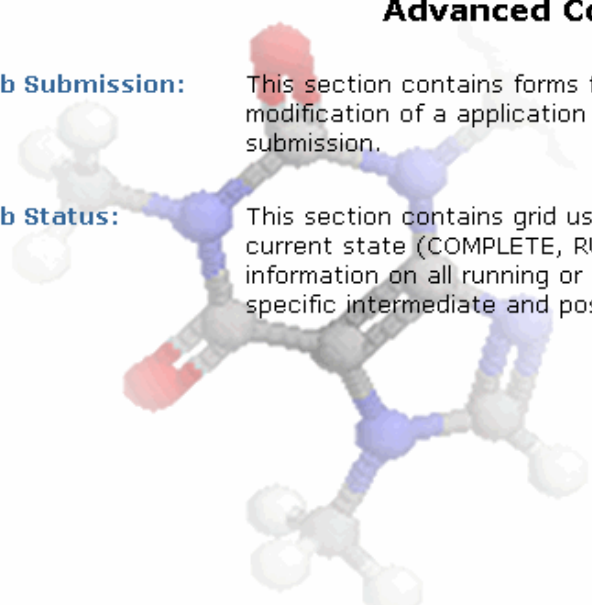 Advanced Co
b Submission: This section contains forms f
modification of a application
submission.
b Status: This section contains grid us
current state (COMPLETE, RU
information on all running or
specific intermediate and pos